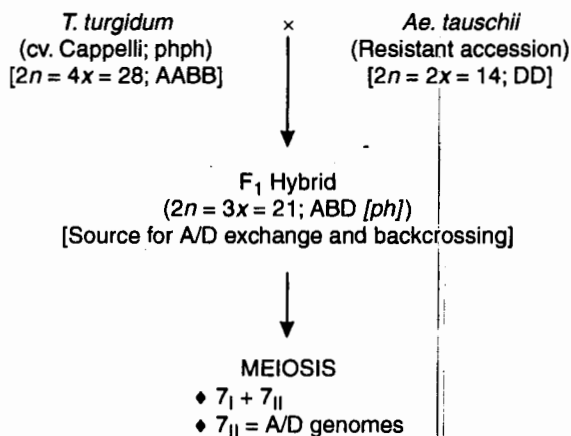 T. turgidum × Ae. tauschii
(cv. Cappelli; phph) (Resistant accession)
[2n = 4x = 28; AABB] [2n = 2x = 14; DD]
F₁ Hybrid
(2n = 3x = 21; ABD [ph])
[Source for A/D exchange and backcrossing]
MEIOSIS
♦ 7ᵢ + 7ᵢᵢ
♦ 7ᵢᵢ = A/D genomes